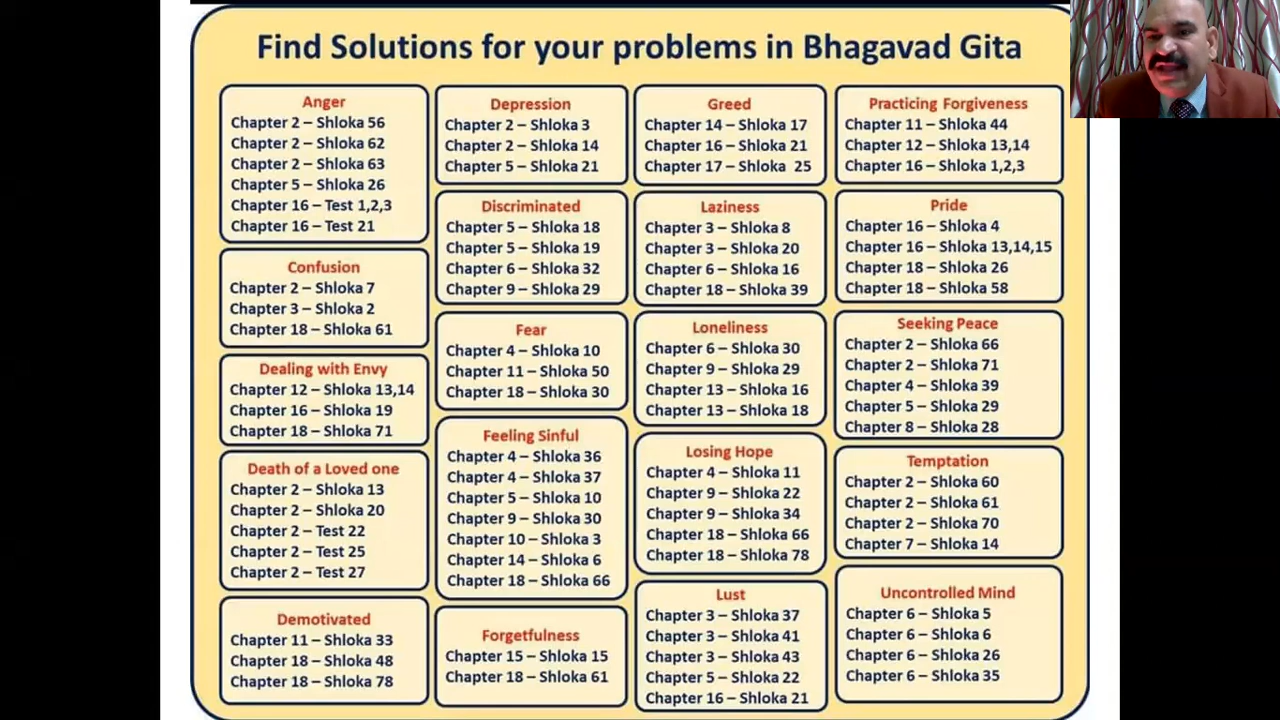 Find Solutions for your problems in Bhagavad Gita
Anger
Chapter 2 – Shloka 56
Chapter 2 – Shloka 62
Chapter 2 – Shloka 63
Chapter 5 – Shloka 26
Chapter 16 – Test 1,2,3
Chapter 16 – Test 21
Confusion
Chapter 2 – Shloka 7
Chapter 3 – Shloka 2
Chapter 18 – Shloka 61
Dealing with Envy
Chapter 12 – Shloka 13,14
Chapter 16 – Shloka 19
Chapter 18 – Shloka 71
Death of a Loved one
Chapter 2 – Shloka 13
Chapter 2 – Shloka 20
Chapter 2 – Test 22
Chapter 2 – Test 25
Chapter 2 – Test 27
Demotivated
Chapter 11 – Shloka 33
Chapter 18 – Shloka 48
Chapter 18 – Shloka 78
Depression
Chapter 2 – Shloka 3
Chapter 2 – Shloka 14
Chapter 5 – Shloka 21
Discriminated
Chapter 5 – Shloka 18
Chapter 5 – Shloka 19
Chapter 6 – Shloka 32
Chapter 9 – Shloka 29
Fear
Chapter 4 – Shloka 10
Chapter 11 – Shloka 50
Chapter 18 – Shloka 30
Feeling Sinful
Chapter 4 – Shloka 36
Chapter 4 – Shloka 37
Chapter 5 – Shloka 10
Chapter 9 – Shloka 30
Chapter 10 – Shloka 3
Chapter 14 – Shloka 6
Chapter 18 – Shloka 66
Forgetfulness
Chapter 15 – Shloka 15
Chapter 18 – Shloka 61
Greed
Chapter 14 – Shloka 17
Chapter 16 – Shloka 21
Chapter 17 – Shloka 25
Laziness
Chapter 3 – Shloka 8
Chapter 3 – Shloka 20
Chapter 6 – Shloka 16
Chapter 18 – Shloka 39
Loneliness
Chapter 6 – Shloka 30
Chapter 9 – Shloka 29
Chapter 13 – Shloka 16
Chapter 13 – Shloka 18
Losing Hope
Chapter 4 – Shloka 11
Chapter 9 – Shloka 22
Chapter 9 – Shloka 34
Chapter 18 – Shloka 66
Chapter 18 – Shloka 78
Lust
Chapter 3 – Shloka 37
Chapter 3 – Shloka 41
Chapter 3 – Shloka 43
Chapter 5 – Shloka 22
Chapter 16 – Shloka 21
Practicing Forgiveness
Chapter 11 – Shloka 44
Chapter 12 – Shloka 13,14
Chapter 16 – Shloka 1,2,3
Pride
Chapter 16 – Shloka 4
Chapter 16 – Shloka 13,14,15
Chapter 18 – Shloka 26
Chapter 18 – Shloka 58
Seeking Peace
Chapter 2 – Shloka 66
Chapter 2 – Shloka 71
Chapter 4 – Shloka 39
Chapter 5 – Shloka 29
Chapter 8 – Shloka 28
Temptation
Chapter 2 – Shloka 60
Chapter 2 – Shloka 61
Chapter 2 – Shloka 70
Chapter 7 – Shloka 14
Uncontrolled Mind
Chapter 6 – Shloka 5
Chapter 6 – Shloka 6
Chapter 6 – Shloka 26
Chapter 6 – Shloka 35